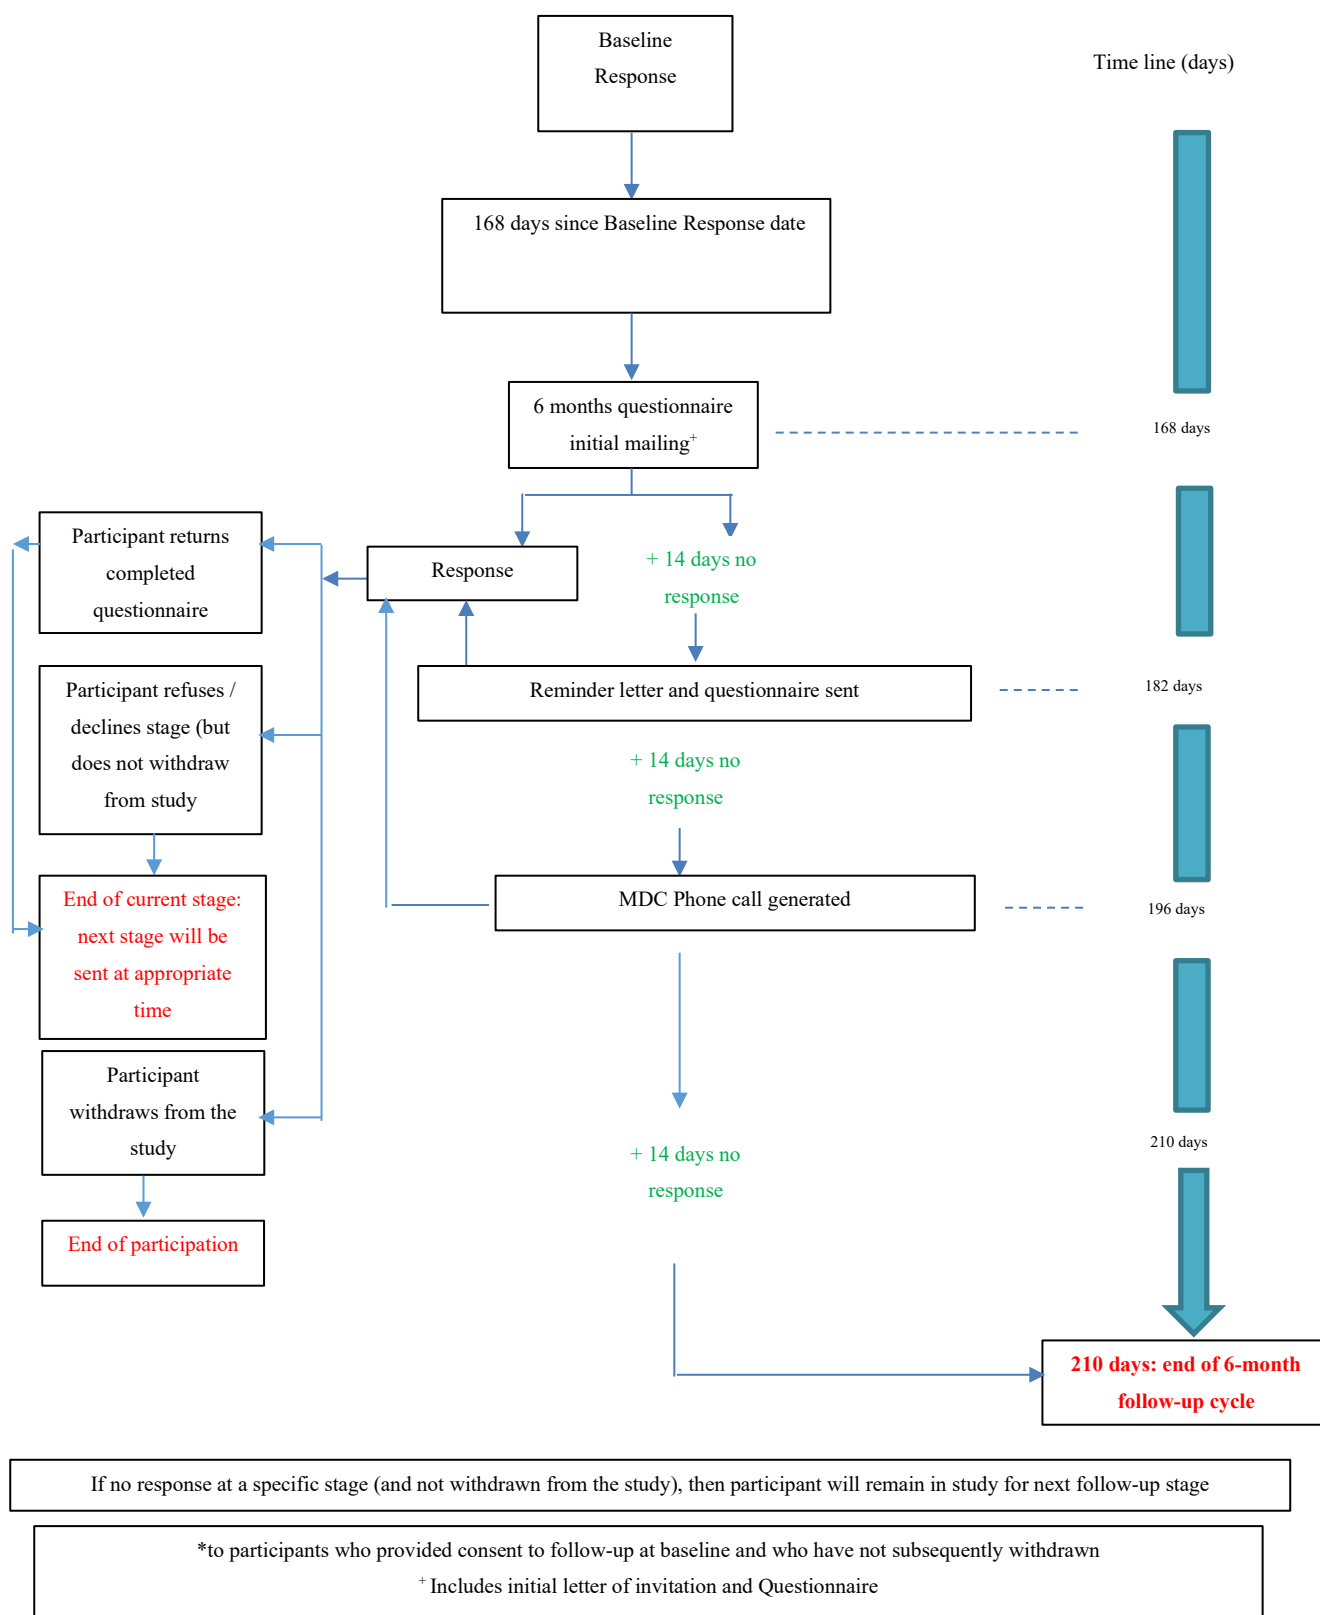 Baseline
Response
Time line (days)
168 days since Baseline Response date
6 months questionnaire
initial mailing+
168 days
Participant returns
completed
questionnaire
Response
+ 14 days no
response
Participant refuses /
declines stage (but
does not withdraw
from study
Reminder letter and questionnaire sent
182 days
+ 14 days no
response
End of current stage:
next stage will be
sent at appropriate
time
MDC Phone call generated
196 days
Participant
withdraws from the
study
+ 14 days no
response
210 days
End of participation
210 days: end of 6-month
follow-up cycle
If no response at a specific stage (and not withdrawn from the study), then participant will remain in study for next follow-up stage
*to participants who provided consent to follow-up at baseline and who have not subsequently withdrawn
+ Includes initial letter of invitation and Questionnaire